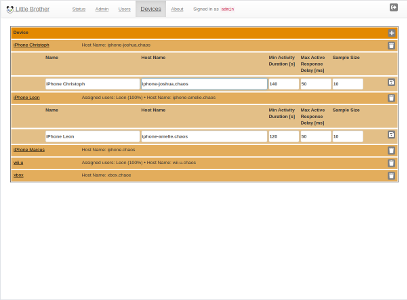 Little Brother Status Admin Users Devices About Signed in as admin
Device
iPhone Christoph Host Name: iphone-joshua.chaos
Name Host Name Min Activity Duration [s] Max Active Response Delay [ms] Sample Size
iPhone Christoph iphone-joshua.chaos 50 10
iPhone Leon Assigned users: Leon (100%) • Host Name: iphone-amelie.chaos
Name Host Name Min Activity Duration [s] Max Active Response Delay [ms] Sample Size
iPhone Leon iphone-amelie.chaos 120 50 10
iPhone Marcus Host Name: iphone.chaos
wii-u Assigned users: Leon (100%) • Host Name: wii-u.chaos
xbox Host Name: xbox.chaos